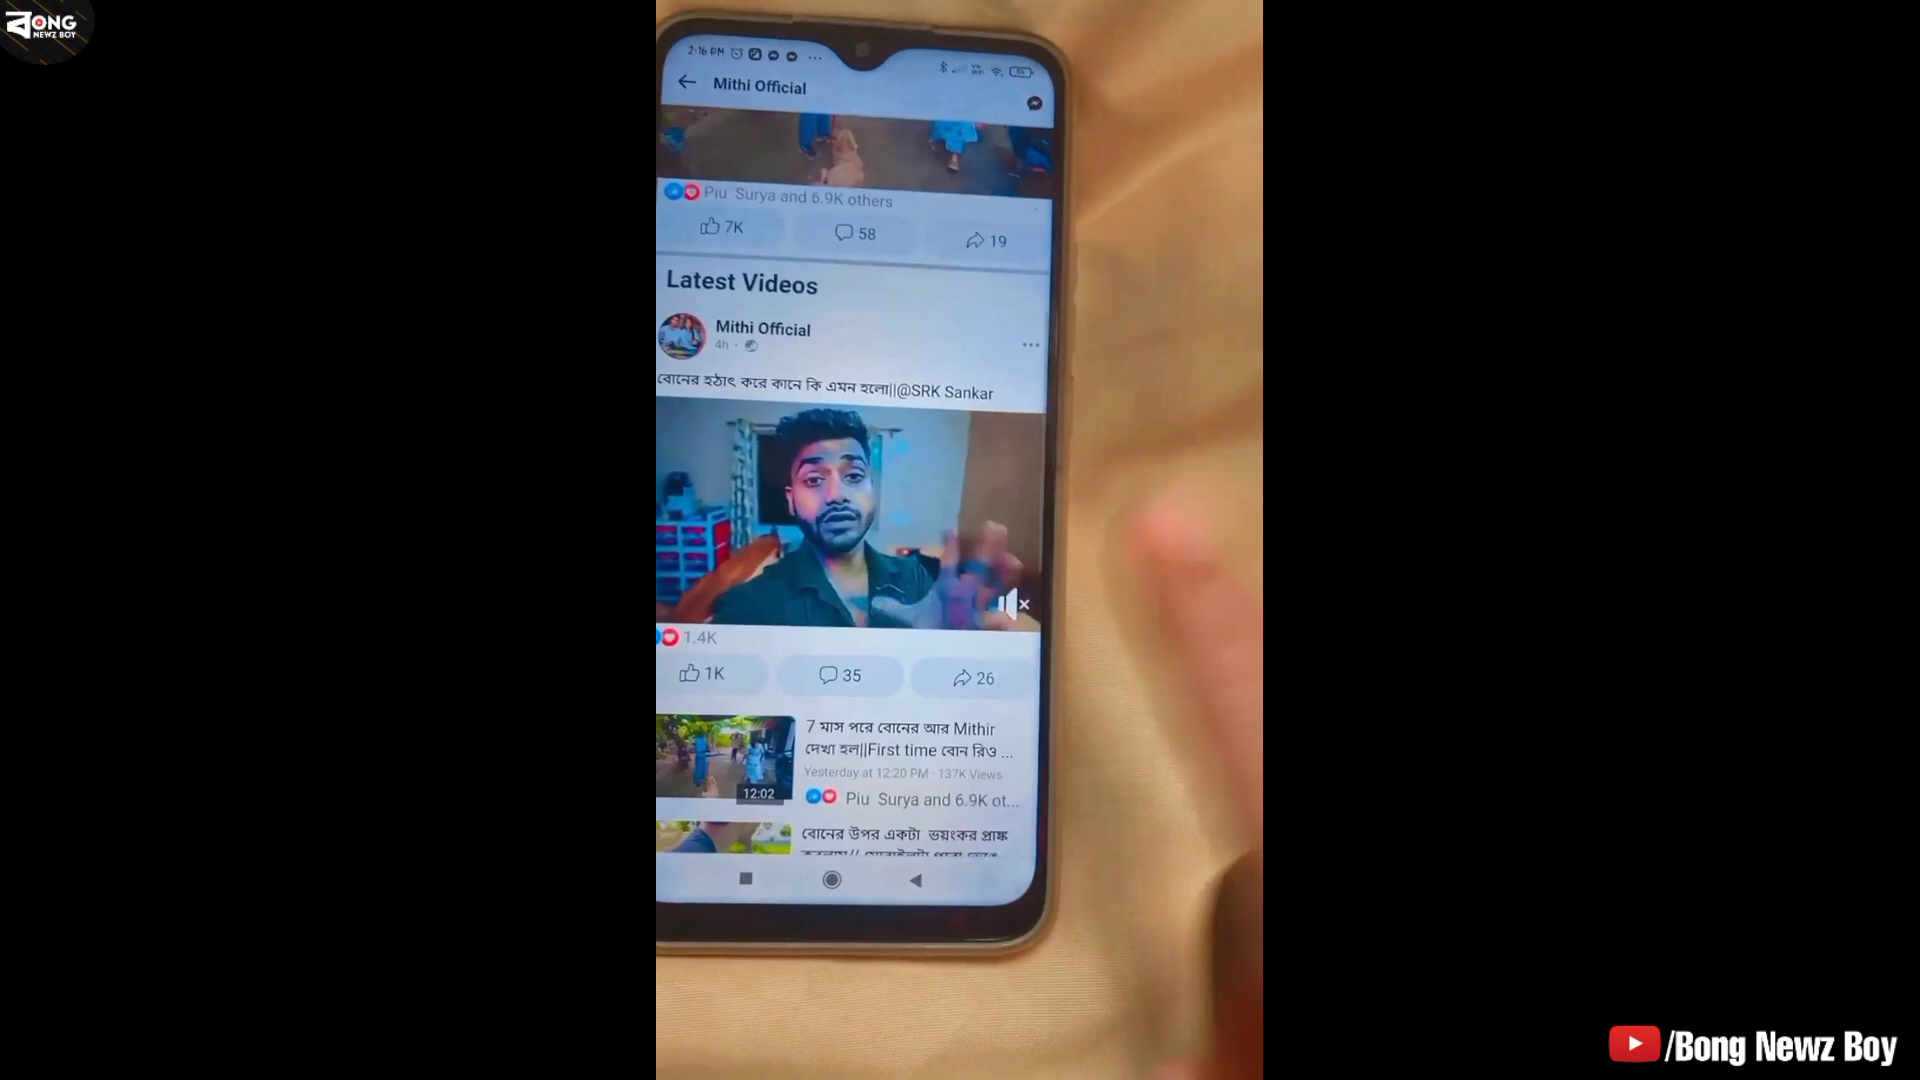 বONG
NEWZ BOY
2:16 PM
Mithi Official
Piu Surya and 6.9K others
7K
58
19
Latest Videos
Mithi Official
4h
বোনের হঠাৎ করে কানে কি এমন হলো||@SRK Sankar
1.4K
1K
35
26
7 মাস পরে বোনের আর Mithir
দেখা হল||First time বোন রিও ...
Yesterday at 12:20 PM · 137K Views
12:02
Piu Surya and 6.9K ot...
বোনের উপর একটা ভয়ংকর প্রাঙ্ক
/Bong Newz Boy